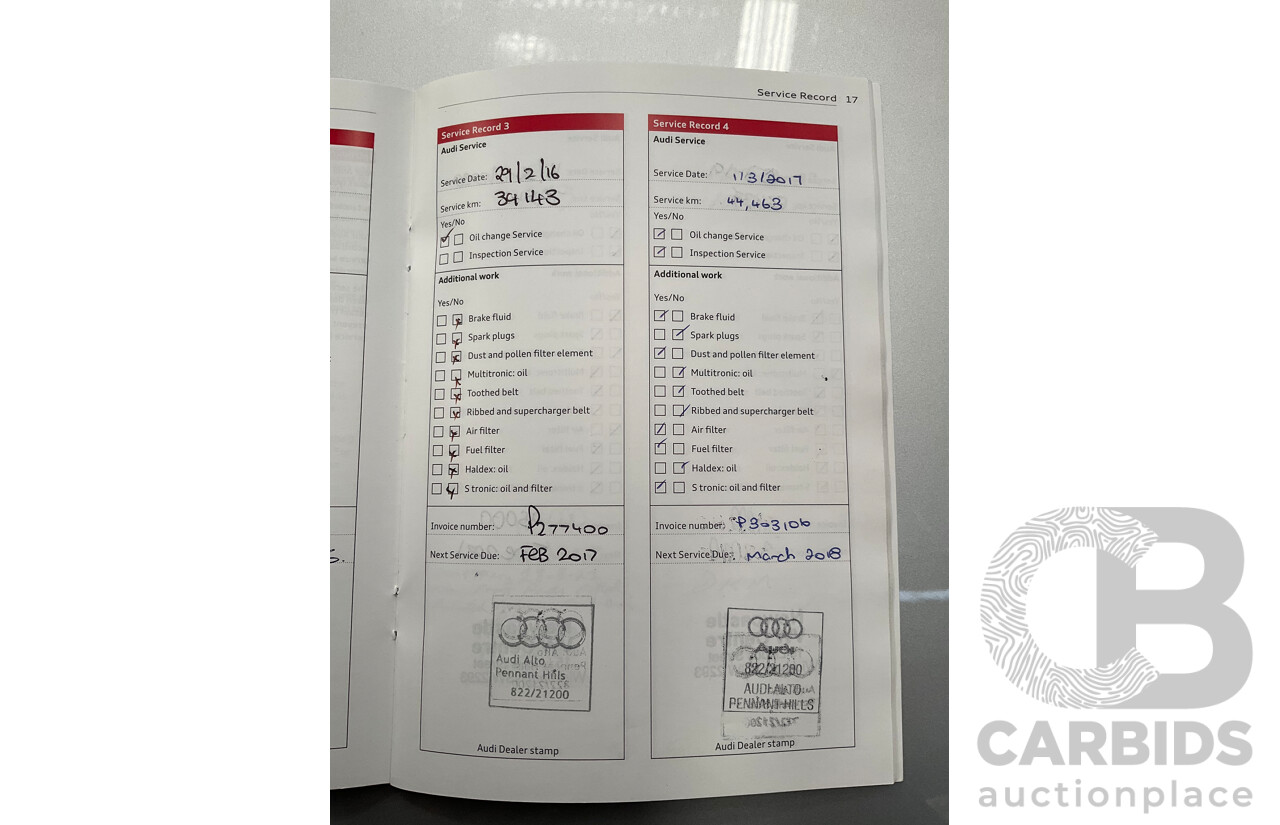 Service Record 17
Service Record 3
Audi Service
Service Date: 29/2/16
Service km: 39143
Yes/No
Oil change Service
Inspection Service
Additional work
Yes/No
Brake fluid
Spark plugs
Dust and pollen filter element
Multitronic: oil
Toothed belt
Ribbed and supercharger belt
Air filter
Fuel filter
Haldex: oil
S tronic: oil and filter
Invoice number: P277400
Next Service Due: FEB 2017
Audi Alto
Pennant Hills
822/21200
Audi Dealer stamp
Service Record 4
Audi Service
Service Date: 1/3/2017
Service km: 44,463
Yes/No
Oil change Service
Inspection Service
Additional work
Yes/No
Brake fluid
Spark plugs
Dust and pollen filter element
Multitronic: oil
Toothed belt
Ribbed and supercharger belt
Air filter
Fuel filter
Haldex: oil
S tronic: oil and filter
Invoice number: P303106
Next Service Due: March 2018
Audi
822/21200
AUDI ALTO
PENNANT HILLS
Audi Dealer stamp
CB
CARBIDS
auctionplace